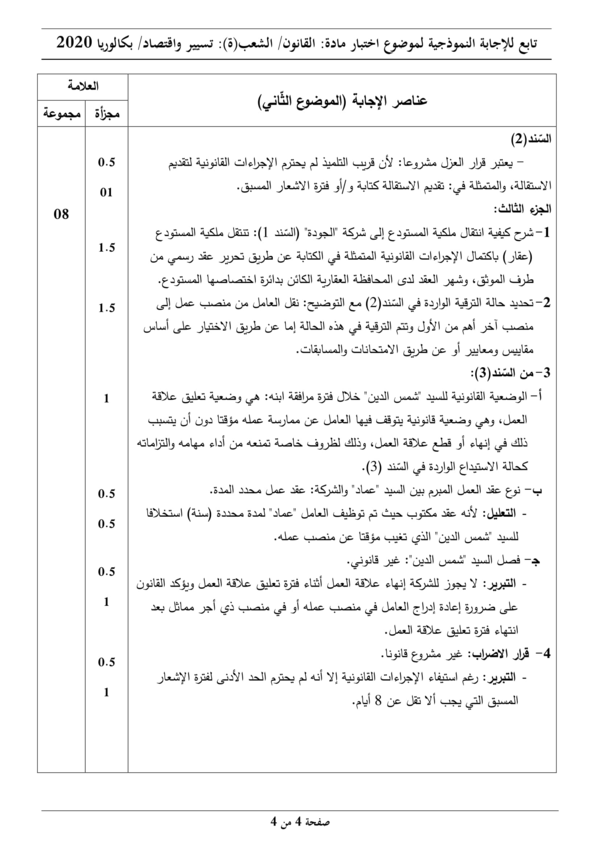 تابع للإجابة النموذجية لموضوع اختبار مادة: القانون/ الشعب(ة): تسيير واقتصاد/ بكالوريا 2020
العلامة
عناصر الإجابة (الموضوع الثّاني)
مجموعة
مجزأة
السّند(2)
0.5
– يعتبر قرار العزل مشروعا: لأن قريب التلميذ لم يحترم الإجراءات القانونية لتقديم
01
الاستقالة، والمتمثلة في: تقديم الاستقالة كتابة و/أو فترة الاشعار المسبق.
08
الجزء الثالث:
1– شرح كيفية انتقال ملكية المستودع إلى شركة "الجودة" (السّند 1): تنتقل ملكية المستودع
1.5
(عقار) باكتمال الإجراءات القانونية المتمثلة في الكتابة عن طريق تحرير عقد رسمي من
طرف الموثق، وشهر العقد لدى المحافظة العقارية الكائن بدائرة اختصاصها المستودع.
1.5
2– تحديد حالة الترقية الواردة في السّند(2) مع التوضيح: نقل العامل من منصب عمل إلى
منصب آخر أهم من الأول وتتم الترقية في هذه الحالة إما عن طريق الاختيار على أساس
مقاييس ومعايير أو عن طريق الامتحانات والمسابقات.
3– من السّند(3):
1
أ– الوضعية القانونية للسيد "شمس الدين" خلال فترة مرافقة ابنه: هي وضعية تعليق علاقة
العمل، وهي وضعية قانونية يتوقف فيها العامل عن ممارسة عمله مؤقتا دون أن يتسبب
ذلك في إنهاء أو قطع علاقة العمل، وذلك لظروف خاصة تمنعه من أداء مهامه والتزاماته
كحالة الاستيداع الواردة في السّند (3).
0.5
ب– نوع عقد العمل المبرم بين السيد "عماد" والشركة: عقد عمل محدد المدة.
0.5
- التعليل: لأنه عقد مكتوب حيث تم توظيف العامل "عماد" لمدة محددة (سنة) استخلافا
للسيد "شمس الدين" الذي تغيب مؤقتا عن منصب عمله.
0.5
ج– فصل السيد "شمس الدين": غير قانوني.
1
- التبرير: لا يجوز للشركة إنهاء علاقة العمل أثناء فترة تعليق علاقة العمل ويؤكد القانون
على ضرورة إعادة إدراج العامل في منصب عمله أو في منصب ذي أجر مماثل بعد
انتهاء فترة تعليق علاقة العمل.
0.5
4– قرار الاضراب: غير مشروع قانونا.
1
- التبرير: رغم استيفاء الإجراءات القانونية إلا أنه لم يحترم الحد الأدنى لفترة الإشعار
المسبق التي يجب ألا تقل عن 8 أيام.
صفحة 4 من 4